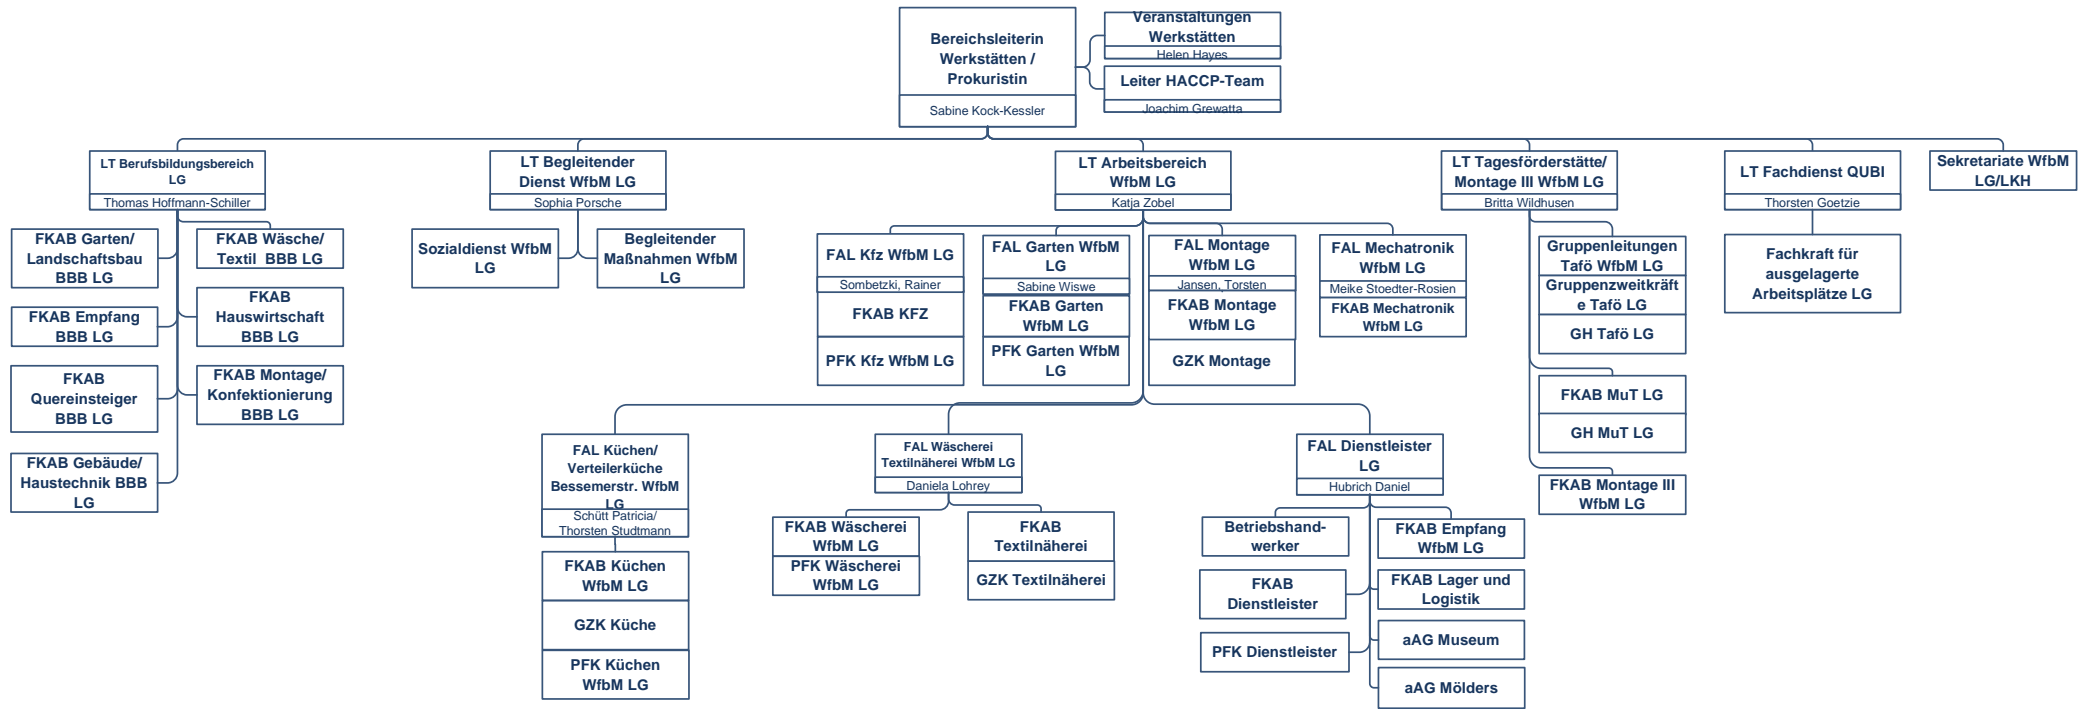 Bereichsleiterin
Werkstätten /
Prokuristin
Sabine Kock-Kessler
Veranstaltungen
Werkstätten
Helen Hayes
Leiter HACCP-Team
Joachim Grewatta
LT Berufsbildungsbereich
LG
Thomas Hoffmann-Schiller
LT Begleitender
Dienst WfbM LG
Sophia Porsche
LT Arbeitsbereich
WfbM LG
Katja Zobel
LT Tagesförderstätte/
Montage III WfbM LG
Britta Wildhusen
LT Fachdienst QUBI
Thorsten Goetzie
Sekretariate WfbM
LG/LKH
FKAB Garten/
Landschaftsbau
BBB LG
FKAB Wäsche/
Textil  BBB LG
FKAB Empfang
BBB LG
FKAB
Hauswirtschaft
BBB LG
FKAB
Quereinsteiger
BBB LG
FKAB Montage/
Konfektionierung
BBB LG
FKAB Gebäude/
Haustechnik BBB
LG
Sozialdienst WfbM
LG
Begleitender
Maßnahmen WfbM
LG
FAL Kfz WfbM LG
Sombetzki, Rainer
FKAB KFZ
PFK Kfz WfbM LG
FAL Garten WfbM
LG
Sabine Wiswe
FKAB Garten
WfbM LG
PFK Garten WfbM
LG
FAL Montage
WfbM LG
Jansen, Torsten
FKAB Montage
WfbM LG
GZK Montage
FAL Mechatronik
WfbM LG
Meike Stoedter-Rosien
FKAB Mechatronik
WfbM LG
Gruppenleitungen
Tafö WfbM LG
Gruppenzweitkräft
e Tafö LG
GH Tafö LG
FKAB MuT LG
GH MuT LG
FKAB Montage III
WfbM LG
Fachkraft für
ausgelagerte
Arbeitsplätze LG
FAL Küchen/
Verteilerküche
Bessemerstr. WfbM
LG
Schütt Patricia/
Thorsten Studtmann
FKAB Küchen
WfbM LG
GZK Küche
PFK Küchen
WfbM LG
FAL Wäscherei
Textilnäherei WfbM LG
Daniela Lohrey
FKAB Wäscherei
WfbM LG
PFK Wäscherei
WfbM LG
FKAB
Textilnäherei
GZK Textilnäherei
FAL Dienstleister
LG
Hubrich Daniel
Betriebshand-
werker
FKAB Empfang
WfbM LG
FKAB
Dienstleister
FKAB Lager und
Logistik
PFK Dienstleister
aAG Museum
aAG Mölders